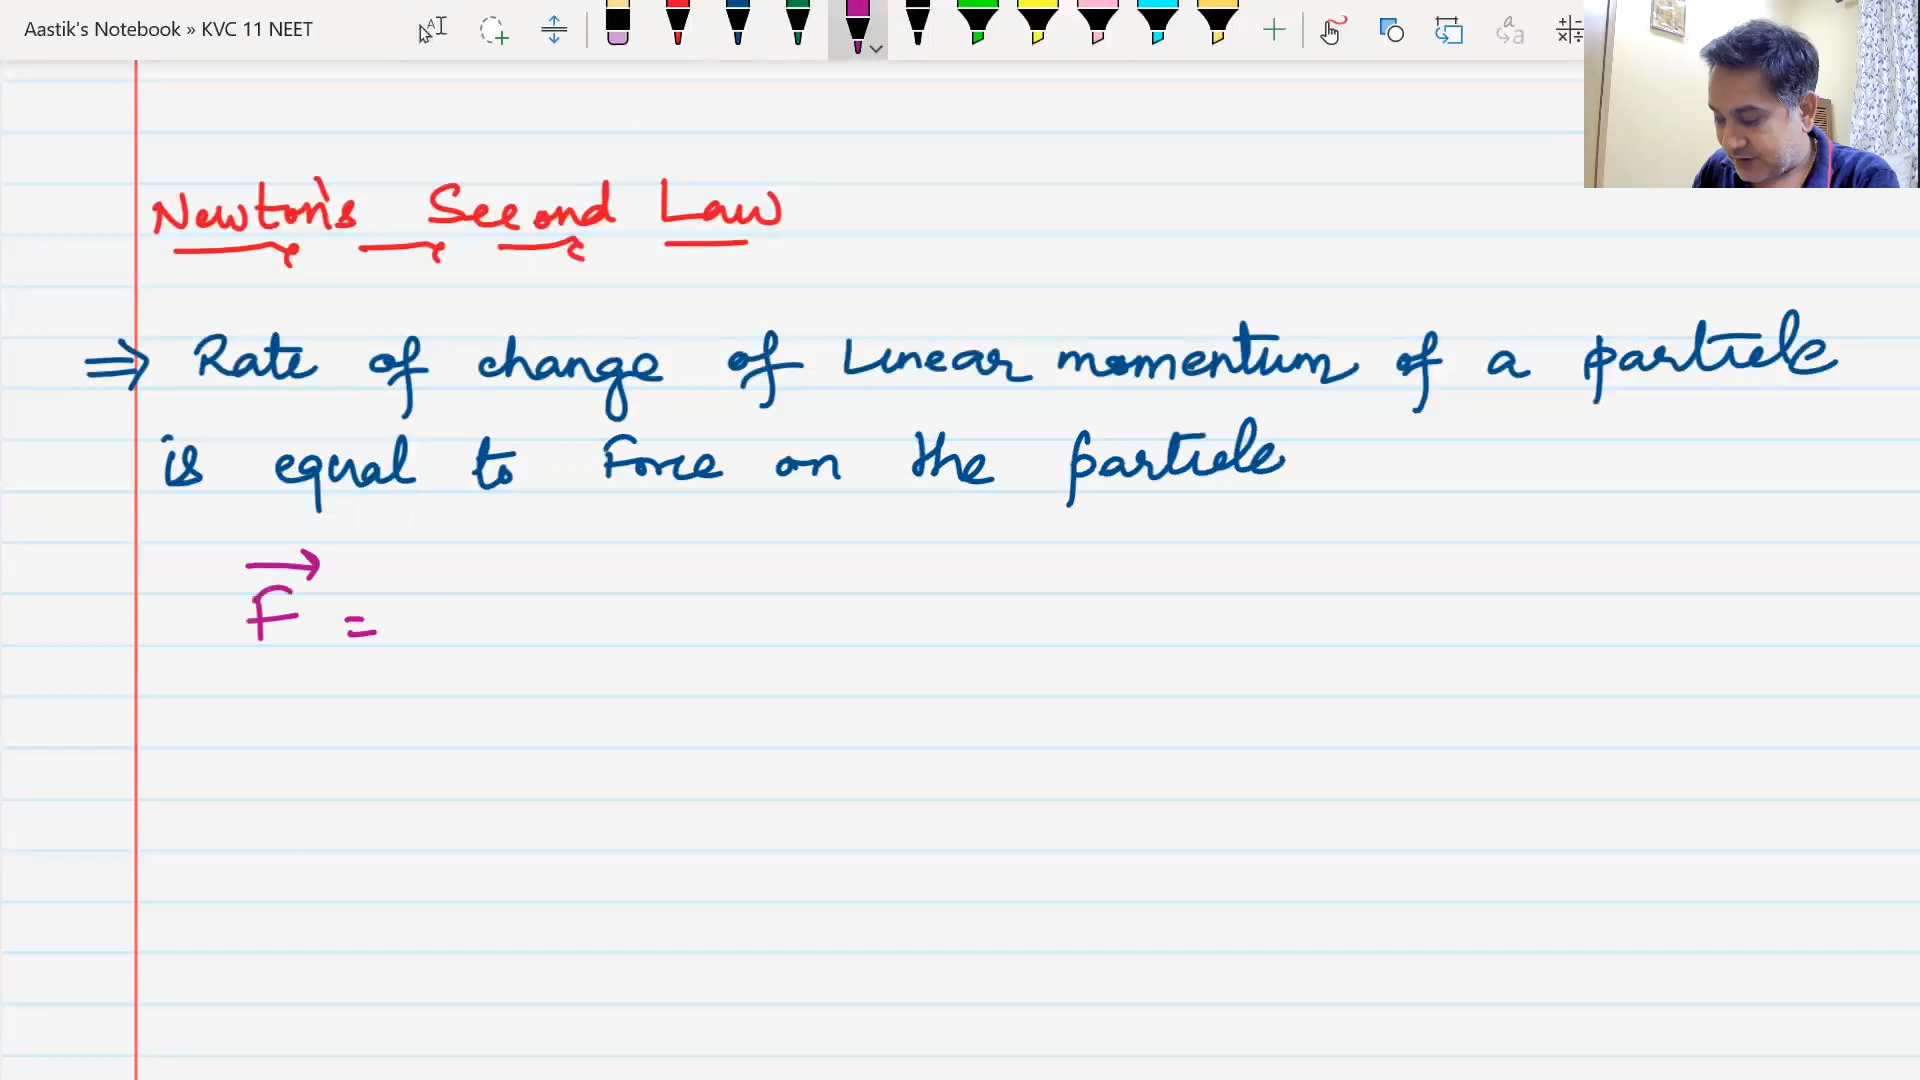 Aastik's Notebook » KVC 11 NEET
Newton's Second Law
⇒ Rate of change of Linear momentum of a particle
is equal to Force on the particle
F⃗ =